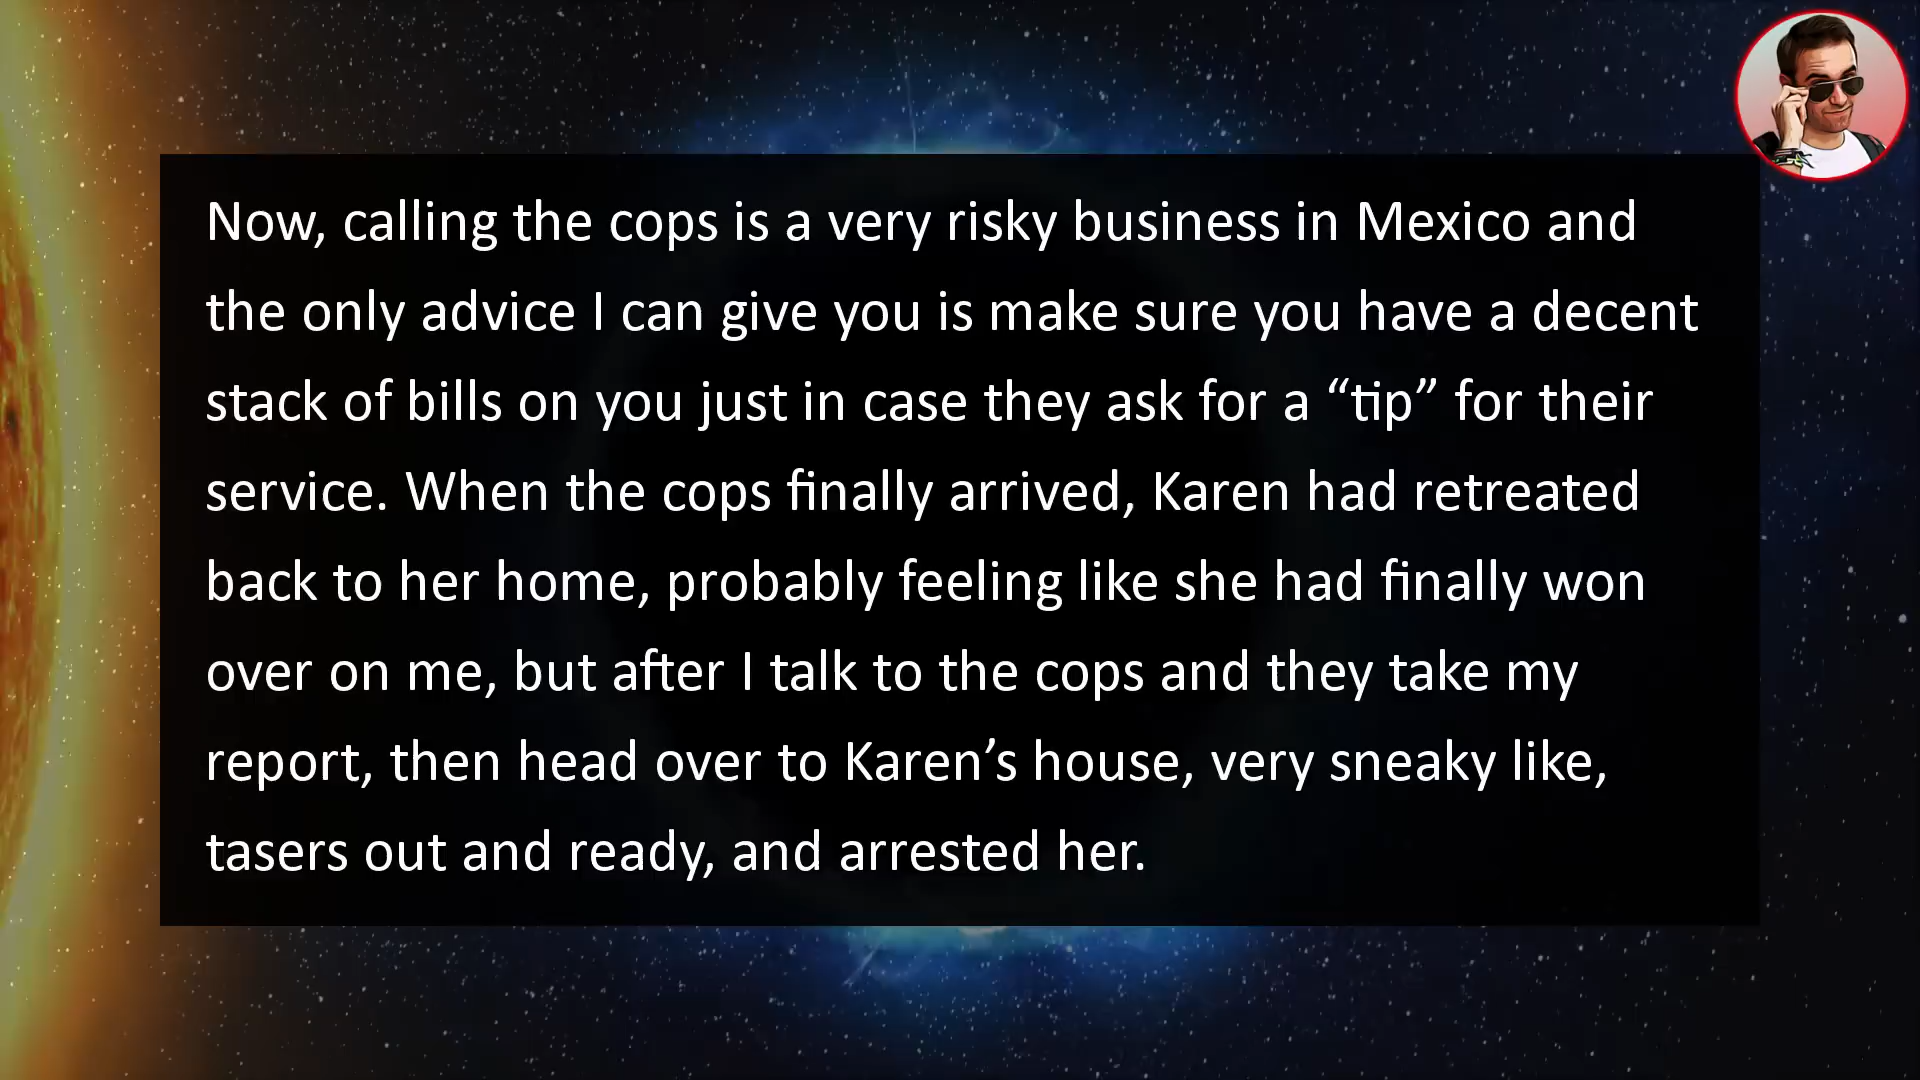 Now, calling the cops is a very risky business in Mexico and
the only advice I can give you is make sure you have a decent
stack of bills on you just in case they ask for a “tip” for their
service. When the cops finally arrived, Karen had retreated
back to her home, probably feeling like she had finally won
over on me, but after I talk to the cops and they take my
report, then head over to Karen’s house, very sneaky like,
tasers out and ready, and arrested her.